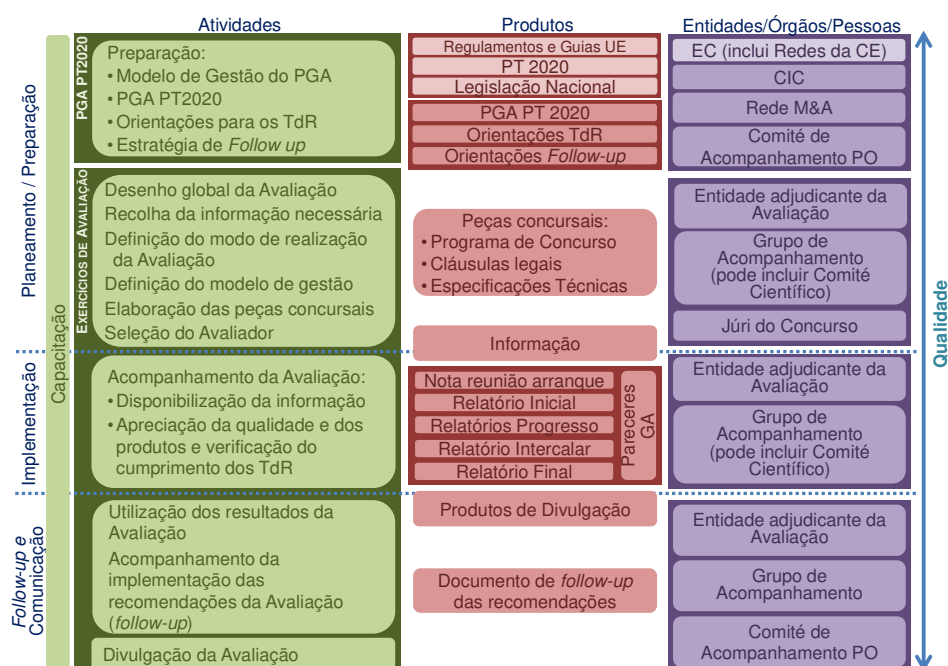 Atividades
Produtos
Entidades/Órgãos/Pessoas
Planeamento / Preparação
Capacitação
PGA PT2020
Preparação:
• Modelo de Gestão do PGA
• PGA PT2020
• Orientações para os TdR
• Estratégia de Follow up
Regulamentos e Guias UE
PT 2020
Legislação Nacional
PGA PT 2020
Orientações TdR
Orientações Follow-up
EC (inclui Redes da CE)
CIC
Rede M&A
Comité de
Acompanhamento PO
EXERCÍCIOS DE AVALIAÇÃO
Desenho global da Avaliação
Recolha da informação necessária
Definição do modo de realização
da Avaliação
Definição do modelo de gestão
Elaboração das peças concursais
Seleção do Avaliador
Peças concursais:
• Programa de Concurso
• Cláusulas legais
• Especificações Técnicas
Informação
Entidade adjudicante da
Avaliação
Grupo de
Acompanhamento
(pode incluir Comité
Científico)
Júri do Concurso
Qualidade
Implementação
Acompanhamento da Avaliação:
• Disponibilização da informação
• Apreciação da qualidade e dos
produtos e verificação do
cumprimento dos TdR
Nota reunião arranque
Relatório Inicial
Relatórios Progresso
Relatório Intercalar
Relatório Final
Pareceres
GA
Entidade adjudicante da
Avaliação
Grupo de
Acompanhamento
(pode incluir Comité
Científico)
Follow-up e
Comunicação
Utilização dos resultados da
Avaliação
Acompanhamento da
implementação das
recomendações da Avaliação
(follow-up)
Divulgação da Avaliação
Produtos de Divulgação
Documento de follow-up
das recomendações
Entidade adjudicante da
Avaliação
Grupo de
Acompanhamento
Comité de
Acompanhamento PO